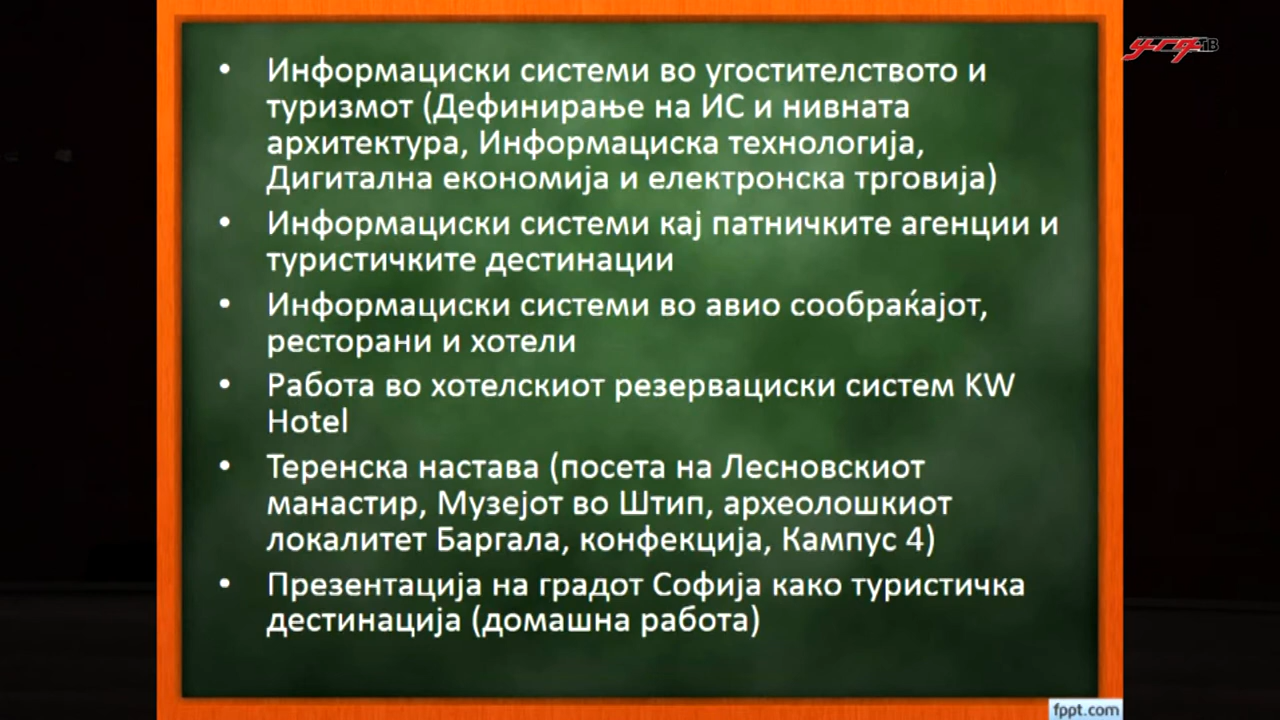 угд ТВ
• Информациски системи во угостителството и
туризмот (Дефинирање на ИС и нивната
архитектура, Информациска технологија,
Дигитална економија и електронска трговија)
• Информациски системи кај патничките агенции и
туристичките дестинации
• Информациски системи во авио сообраќајот,
ресторани и хотели
• Работа во хотелскиот резервациски систем KW
Hotel
• Теренска настава (посета на Лесновскиот
манастир, Музејот во Штип, археолошкиот
локалитет Баргала, конфекција, Кампус 4)
• Презентација на градот Софија како туристичка
дестинација (домашна работа)
fppt.com